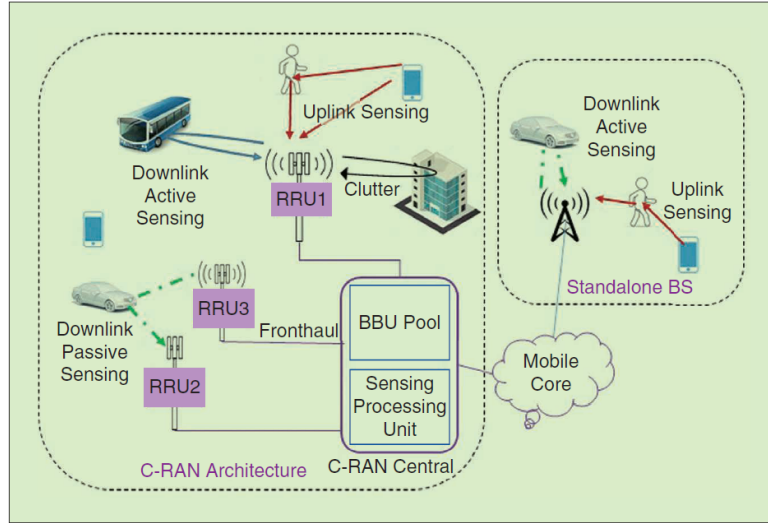 Uplink Sensing
Downlink
Active
Sensing
RRU1
Clutter
Downlink
Active
Sensing
Uplink
Sensing
Standalone BS
RRU3
Fronthaul
Downlink
Passive
Sensing
RRU2
BBU Pool
Sensing
Processing
Unit
Mobile
Core
C-RAN Architecture
C-RAN Central